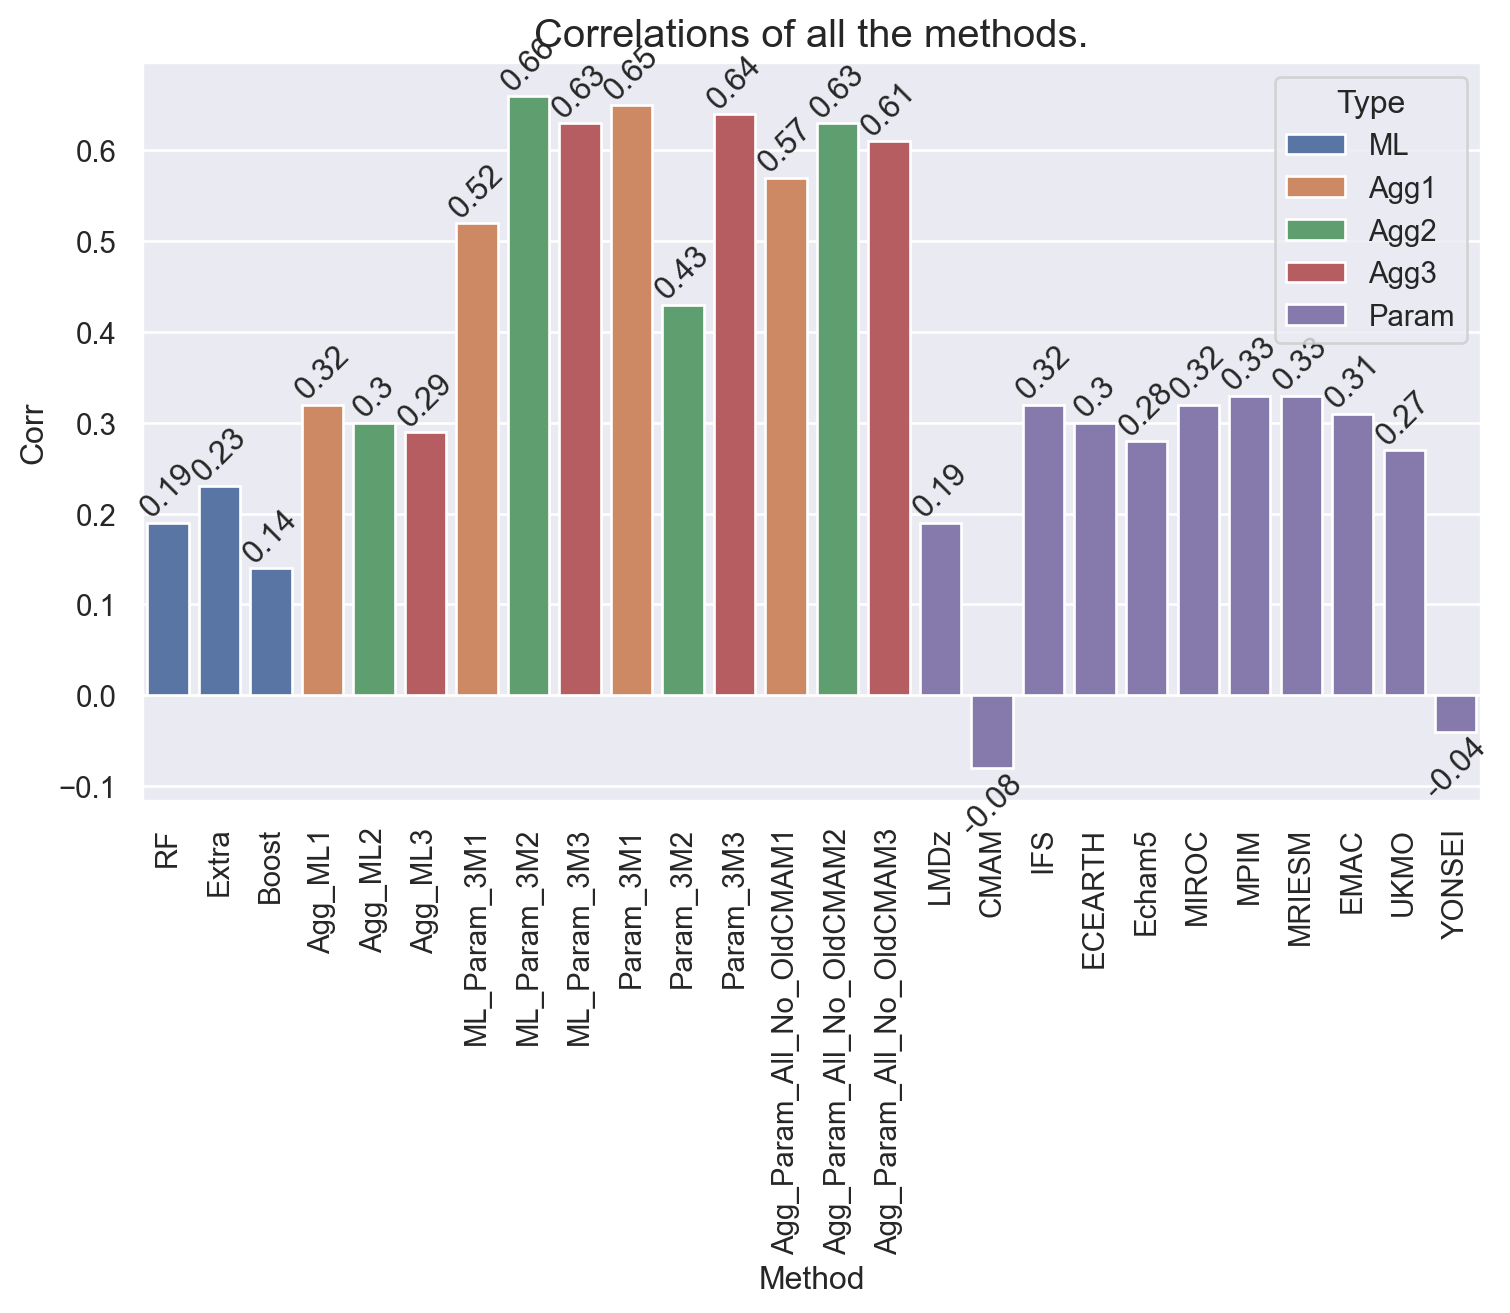 Correlations of all the methods.
Corr
0.6
0.5
0.4
0.3
0.2
0.1
0.0
−0.1
0.19
0.23
0.14
0.32
0.3
0.29
0.52
0.66
0.63
0.65
0.43
0.64
0.57
0.63
0.61
0.19
-0.08
0.32
0.3
0.28
0.32
0.33
0.33
0.31
0.27
-0.04
Type
ML
Agg1
Agg2
Agg3
Param
RF
Extra
Boost
Agg_ML1
Agg_ML2
Agg_ML3
ML_Param_3M1
ML_Param_3M2
ML_Param_3M3
Param_3M1
Param_3M2
Param_3M3
Agg_Param_All_No_OldCMAM1
Agg_Param_All_No_OldCMAM2
Agg_Param_All_No_OldCMAM3
LMDz
CMAM
IFS
ECEARTH
Echam5
MIROC
MPIM
MRIESM
EMAC
UKMO
YONSEI
Method